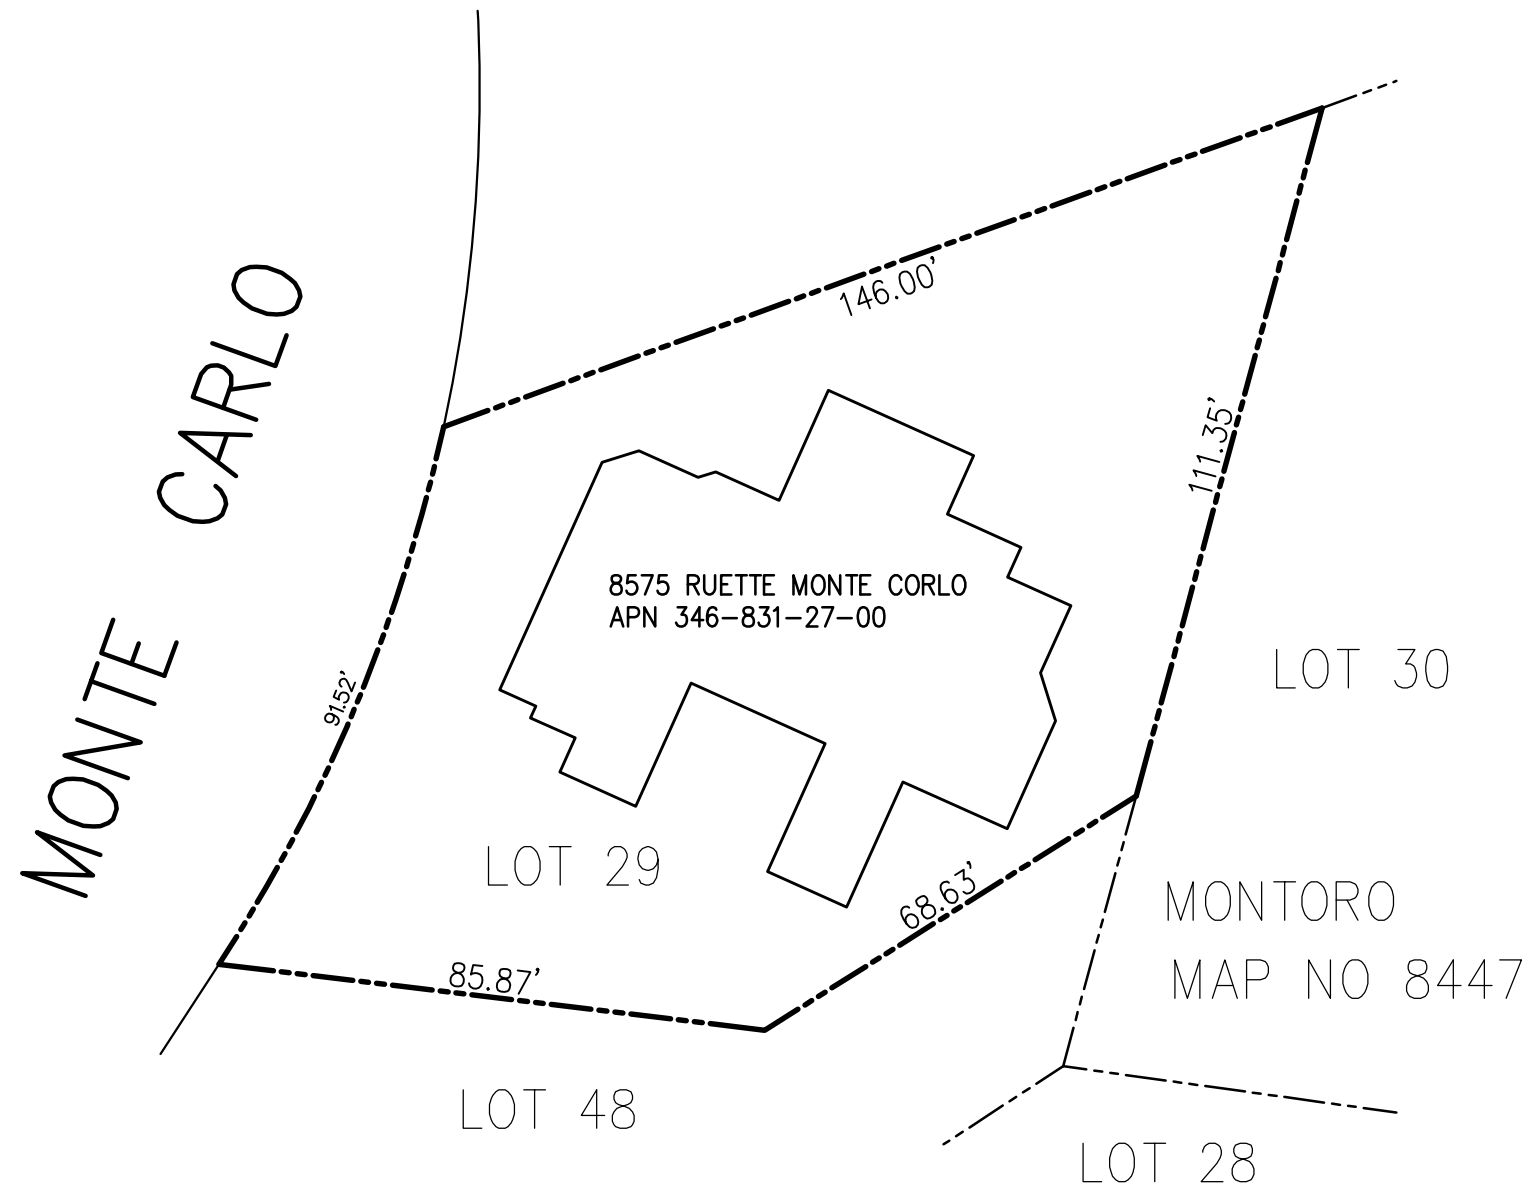 MONTE CARLO
146.00'
111.35'
8575 RUETTE MONTE CORLO
APN 346-831-27-00
LOT 30
91.52'
LOT 29
68.63'
MONTORO
MAP NO 8447
85.87'
LOT 48
LOT 28